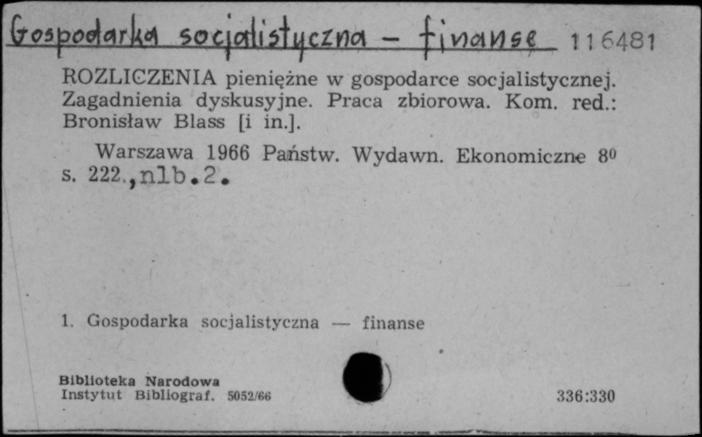 Gospodarka socjalistyczna - finanse 116481
ROZLICZENIA pieniężne w gospodarce socjalistycznej.
Zagadnienia dyskusyjne. Praca zbiorowa. Kom. red.:
Bronisław Blass [i in.].
Warszawa 1966 Państw. Wydawn. Ekonomiczne 8⁰
s. 222., nlb.2.
1. Gospodarka socjalistyczna — finanse
Biblioteka Narodowa
Instytut Bibliograf. 5052/66 336:330